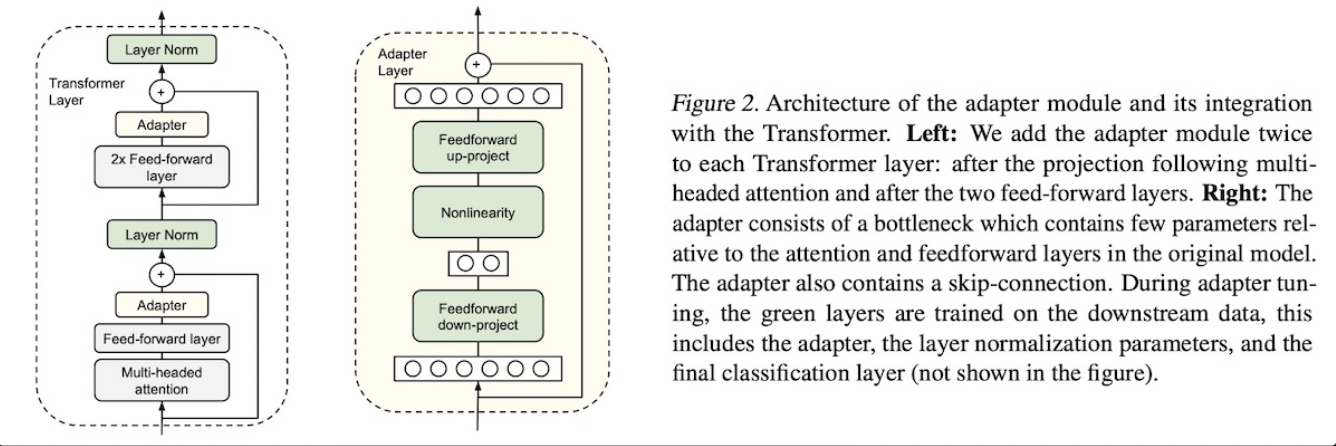 Layer Norm
Transformer
Layer
+
Adapter
2x Feed-forward
layer
Layer Norm
+
Adapter
Feed-forward layer
Multi-headed
attention
Adapter
Layer
+
Feedforward
up-project
Nonlinearity
Feedforward
down-project
Figure 2. Architecture of the adapter module and its integration
with the Transformer. Left: We add the adapter module twice
to each Transformer layer: after the projection following multi-
headed attention and after the two feed-forward layers. Right: The
adapter consists of a bottleneck which contains few parameters rel-
ative to the attention and feedforward layers in the original model.
The adapter also contains a skip-connection. During adapter tun-
ing, the green layers are trained on the downstream data, this
includes the adapter, the layer normalization parameters, and the
final classification layer (not shown in the figure).